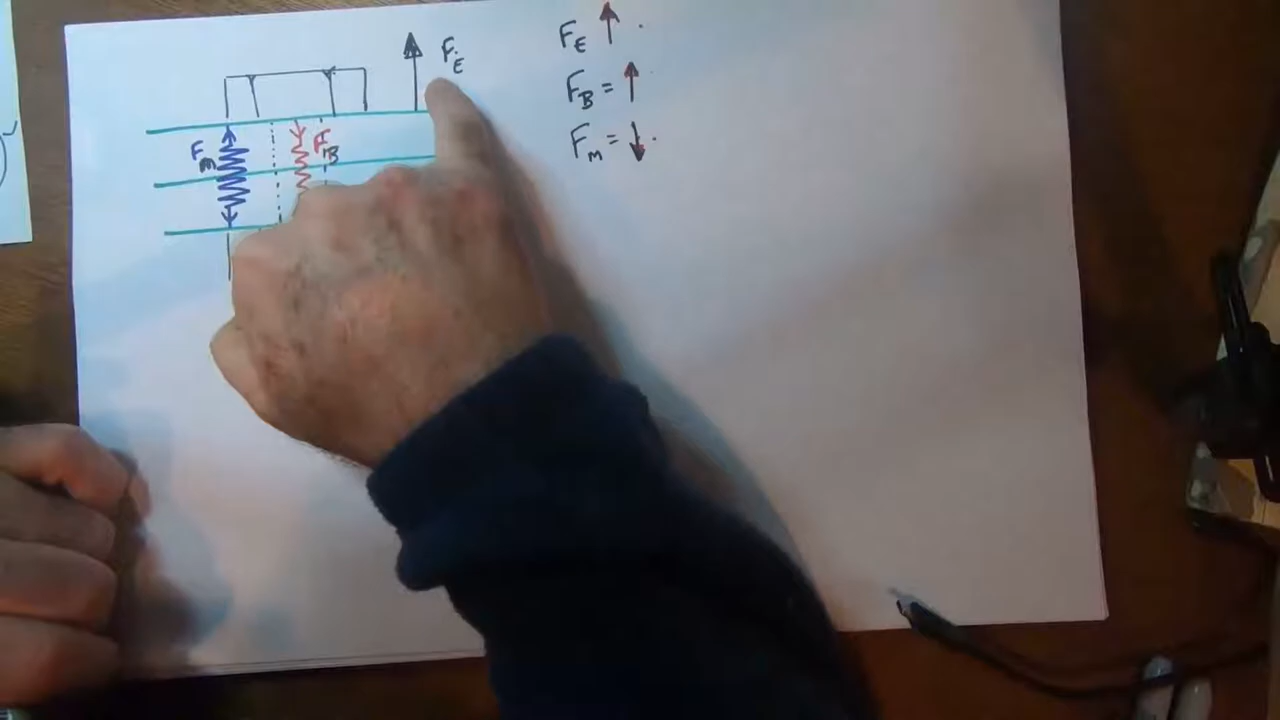 F_E
F_m
F_B
F_E ↑
F_B = ↑
F_m = ↓